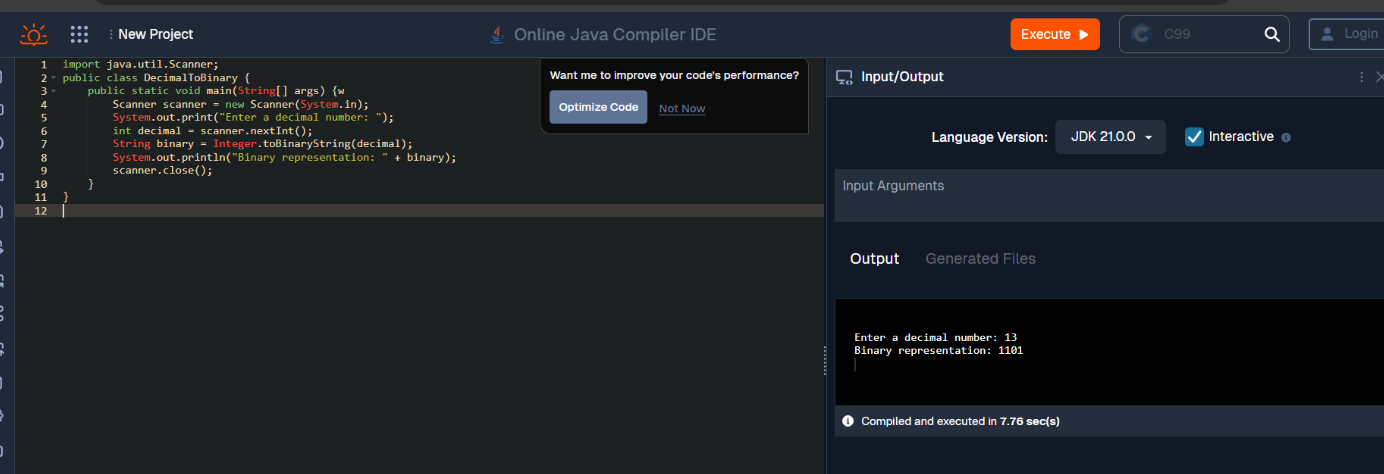 New Project
Online Java Compiler IDE
Execute
C99
Login
1 import java.util.Scanner;
2 public class DecimalToBinary {
3 public static void main(String[] args) {w
4 Scanner scanner = new Scanner(System.in);
5 System.out.print("Enter a decimal number: ");
6 int decimal = scanner.nextInt();
7 String binary = Integer.toBinaryString(decimal);
8 System.out.println("Binary representation: " + binary);
9 scanner.close();
10 }
11 }
12
Want me to improve your code's performance?
Optimize Code
Not Now
Input/Output
Language Version:
JDK 21.0.0
Interactive
Input Arguments
Output
Generated Files
Enter a decimal number: 13
Binary representation: 1101
Compiled and executed in 7.76 sec(s)